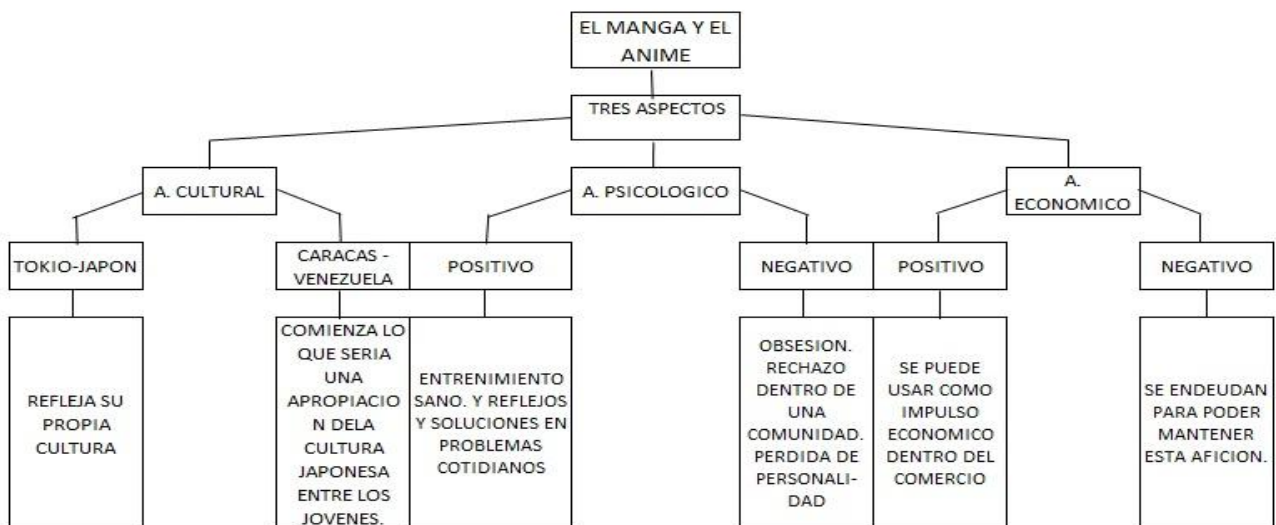 EL MANGA Y EL
ANIME
TRES ASPECTOS
A. CULTURAL
A. PSICOLOGICO
A.
ECONOMICO
TOKIO-JAPON
CARACAS -
VENEZUELA
POSITIVO
NEGATIVO
POSITIVO
NEGATIVO
REFLEJA SU
PROPIA
CULTURA
COMIENZA LO
QUE SERIA
UNA
APROPIACIO
N DELA
CULTURA
JAPONESA
ENTRE LOS
JOVENES.
ENTRENIMIENTO
SANO. Y REFLEJOS
Y SOLUCIONES EN
PROBLEMAS
COTIDIANOS
OBSESION.
RECHAZO
DENTRO DE
UNA
COMUNIDAD.
PERDIDA DE
PERSONALI-
DAD
SE PUEDE
USAR COMO
IMPULSO
ECONOMICO
DENTRO DEL
COMERCIO
SE ENDEUDAN
PARA PODER
MANTENER
ESTA AFICION.